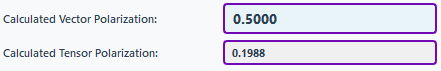 Calculated Vector Polarization: 0.5000
Calculated Tensor Polarization: 0.1988